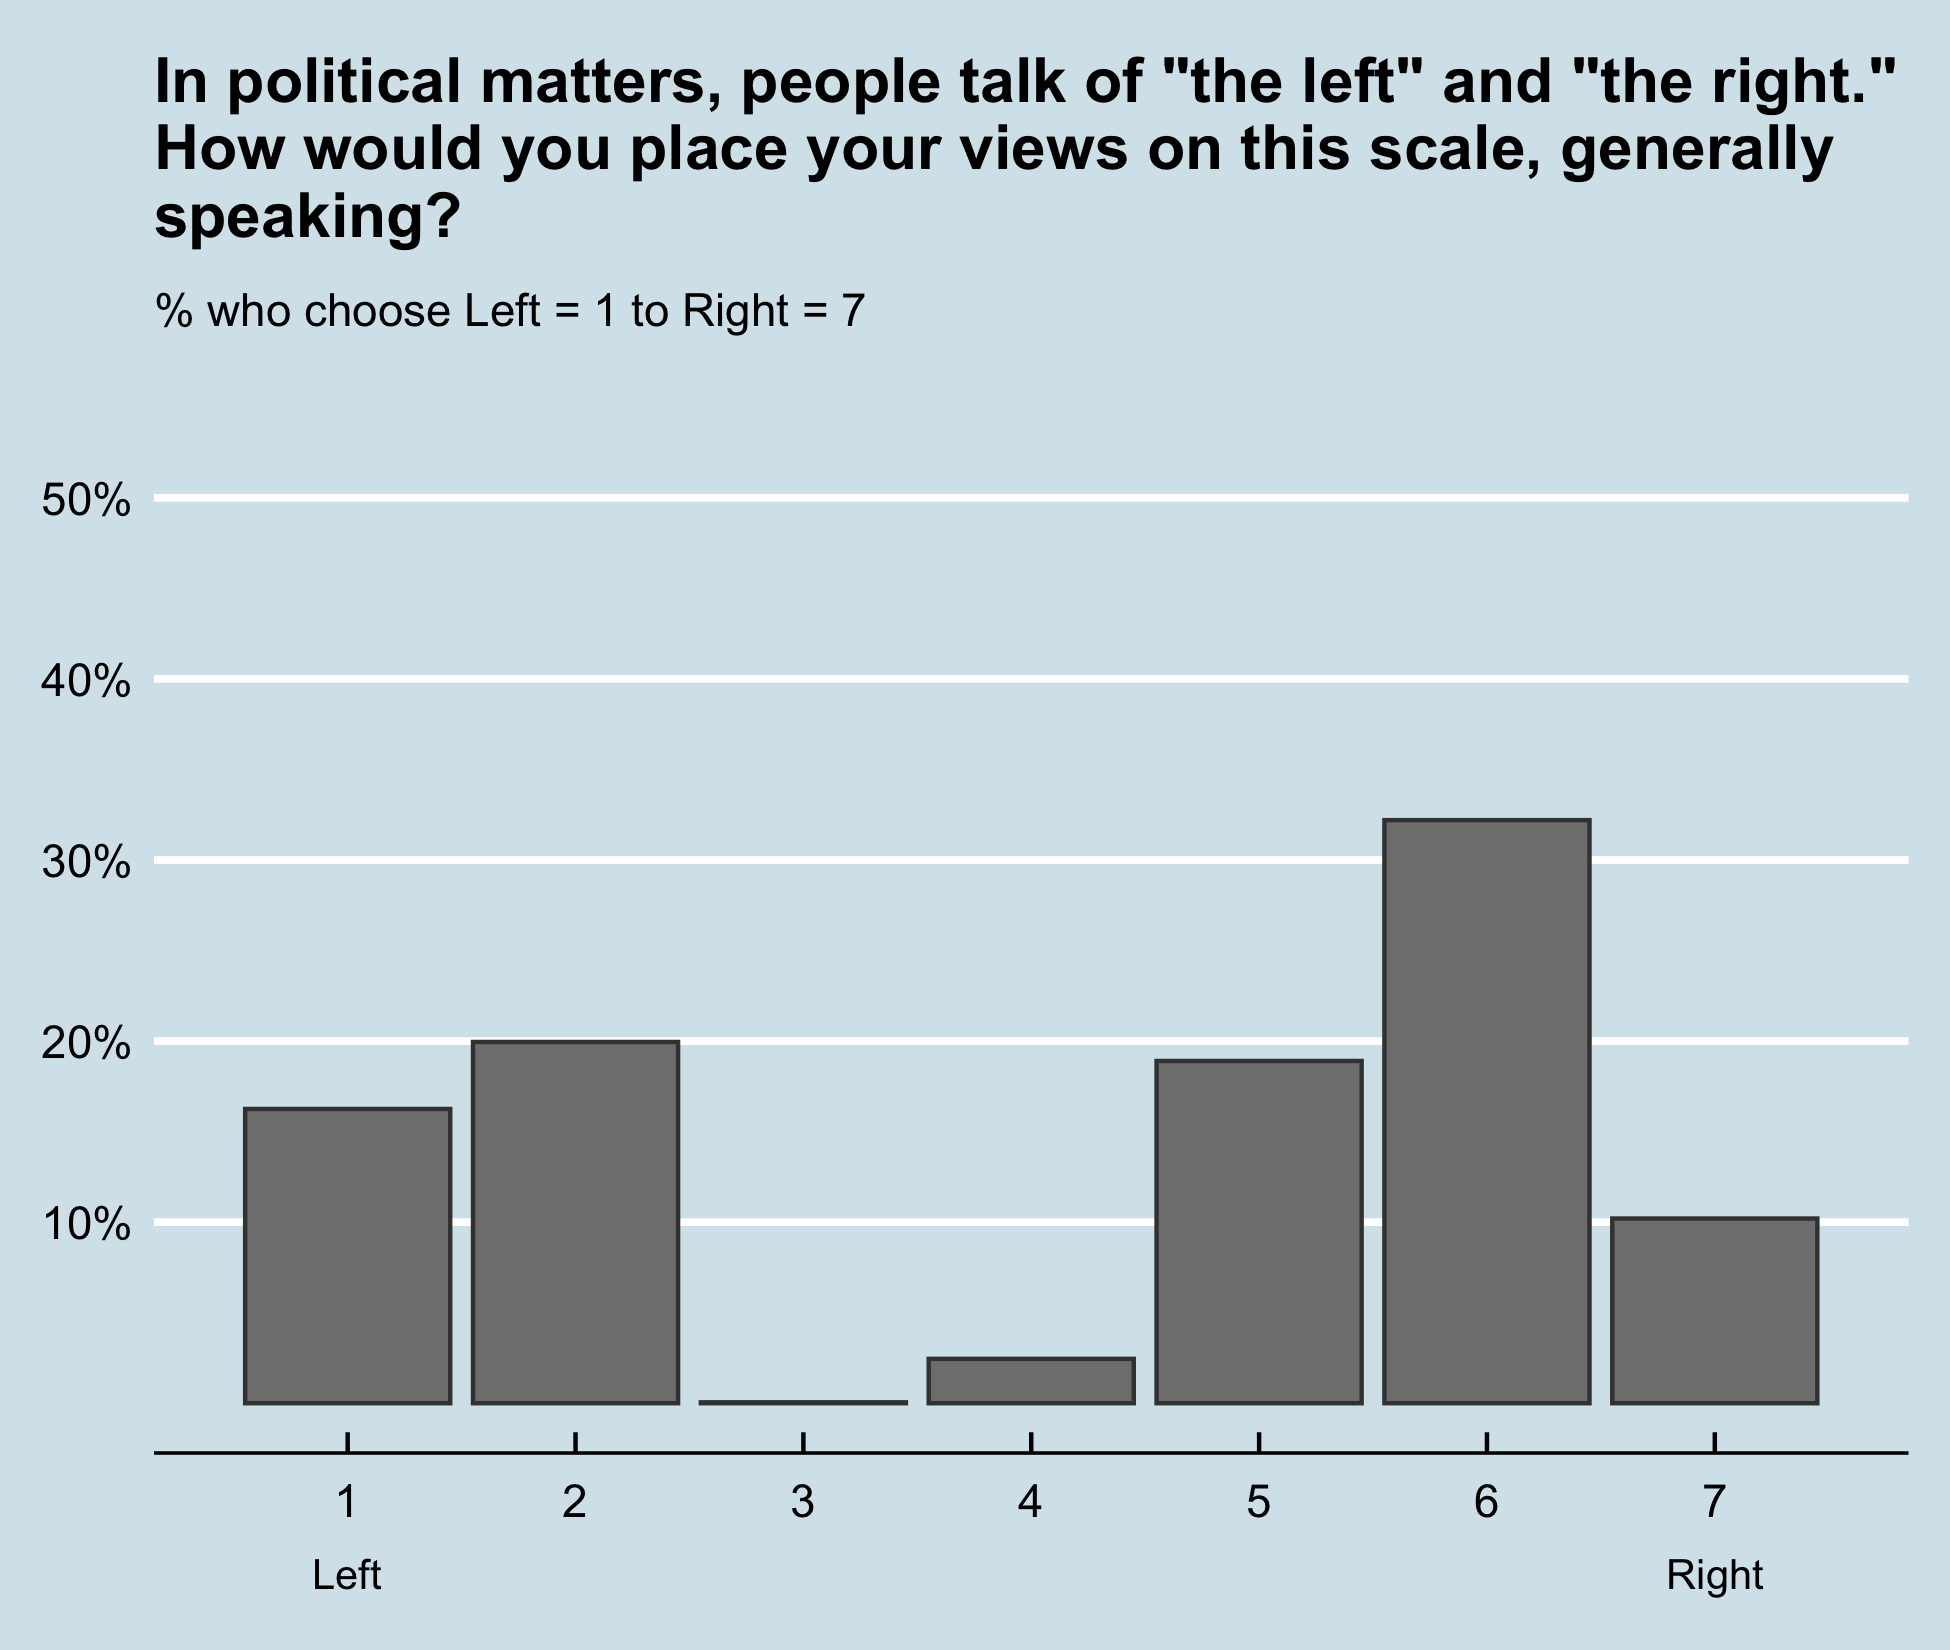 In political matters, people talk of "the left" and "the right."
How would you place your views on this scale, generally
speaking?
% who choose Left = 1 to Right = 7
50%
40%
30%
20%
10%
1 2 3 4 5 6 7
Left Right